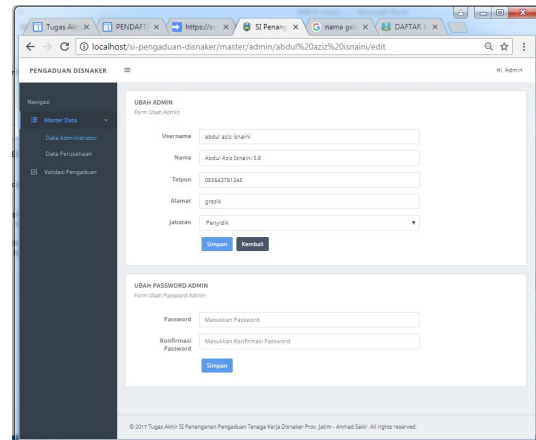 Tugas Akh
PENDAFT
https://sc
SI Penang
nama gel
DAFTAR
localhost/si-pengaduan-disnaker/master/admin/abdul%20aziz%20isnaini/edit
PENGADUAN DISNAKER
Hi, Admin
Navigasi
Master Data
Data Administrator
Data Perusahaan
Validasi Pengaduan
UBAH ADMIN
Form Ubah Admin
Username abdul aziz isnaini
Nama Abdul Aziz Isnaini S.E
Telpon
Alamat gresik
Jabatan Penyidik
Simpan Kembali
UBAH PASSWORD ADMIN
Form Ubah Password Admin
Password Masukkan Password
Konfirmasi Password Masukkan Konfirmasi Password
Simpan
© 2017 Tugas Akhir SI Penanganan Pengaduan Tenaga Kerja Disnaker Prov. Jatim - Ahmad Sakir. All rights reserved.